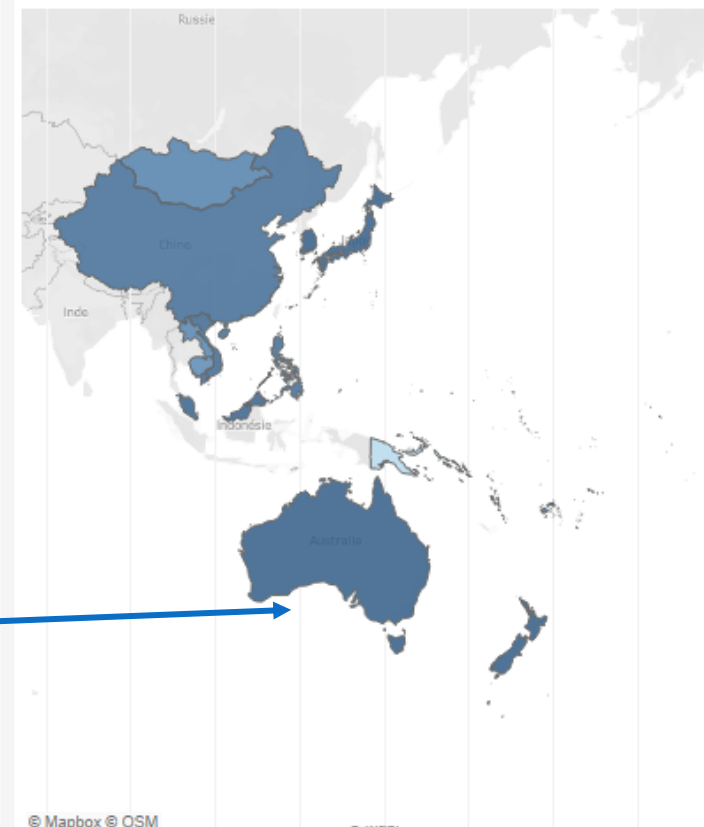 Russie
Chine
Inde
Indonésie
Australie
© Mapbox © OSM